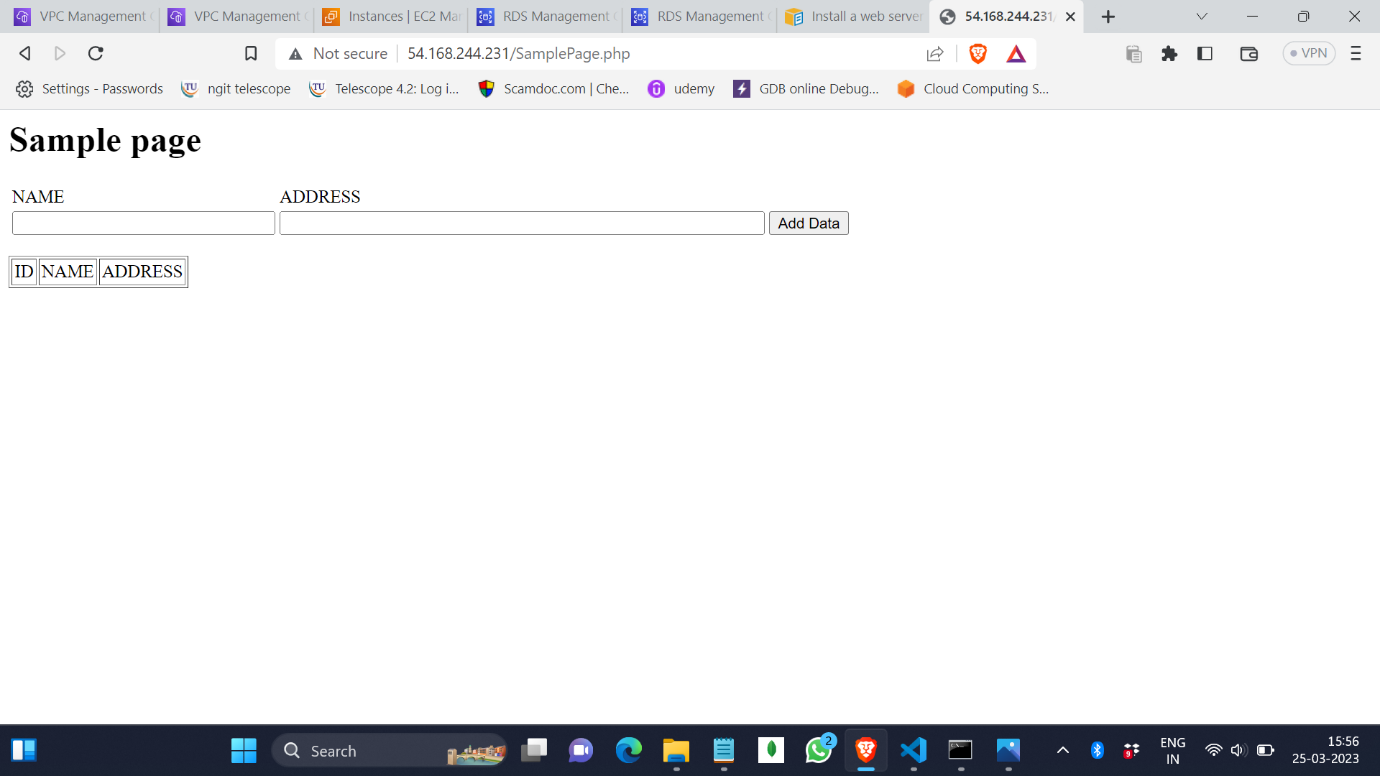 VPC Management
VPC Management
Instances | EC2 Mar
RDS Management
RDS Management
Install a web server
54.168.244.231/
Not secure
54.168.244.231/SamplePage.php
VPN
Settings - Passwords
ngit telescope
Telescope 4.2: Log i...
Scamdoc.com | Che...
udemy
GDB online Debug...
Cloud Computing S...
Sample page
NAME ADDRESS
Add Data
ID NAME ADDRESS
Search
2
9
ENG
IN
15:56
25-03-2023